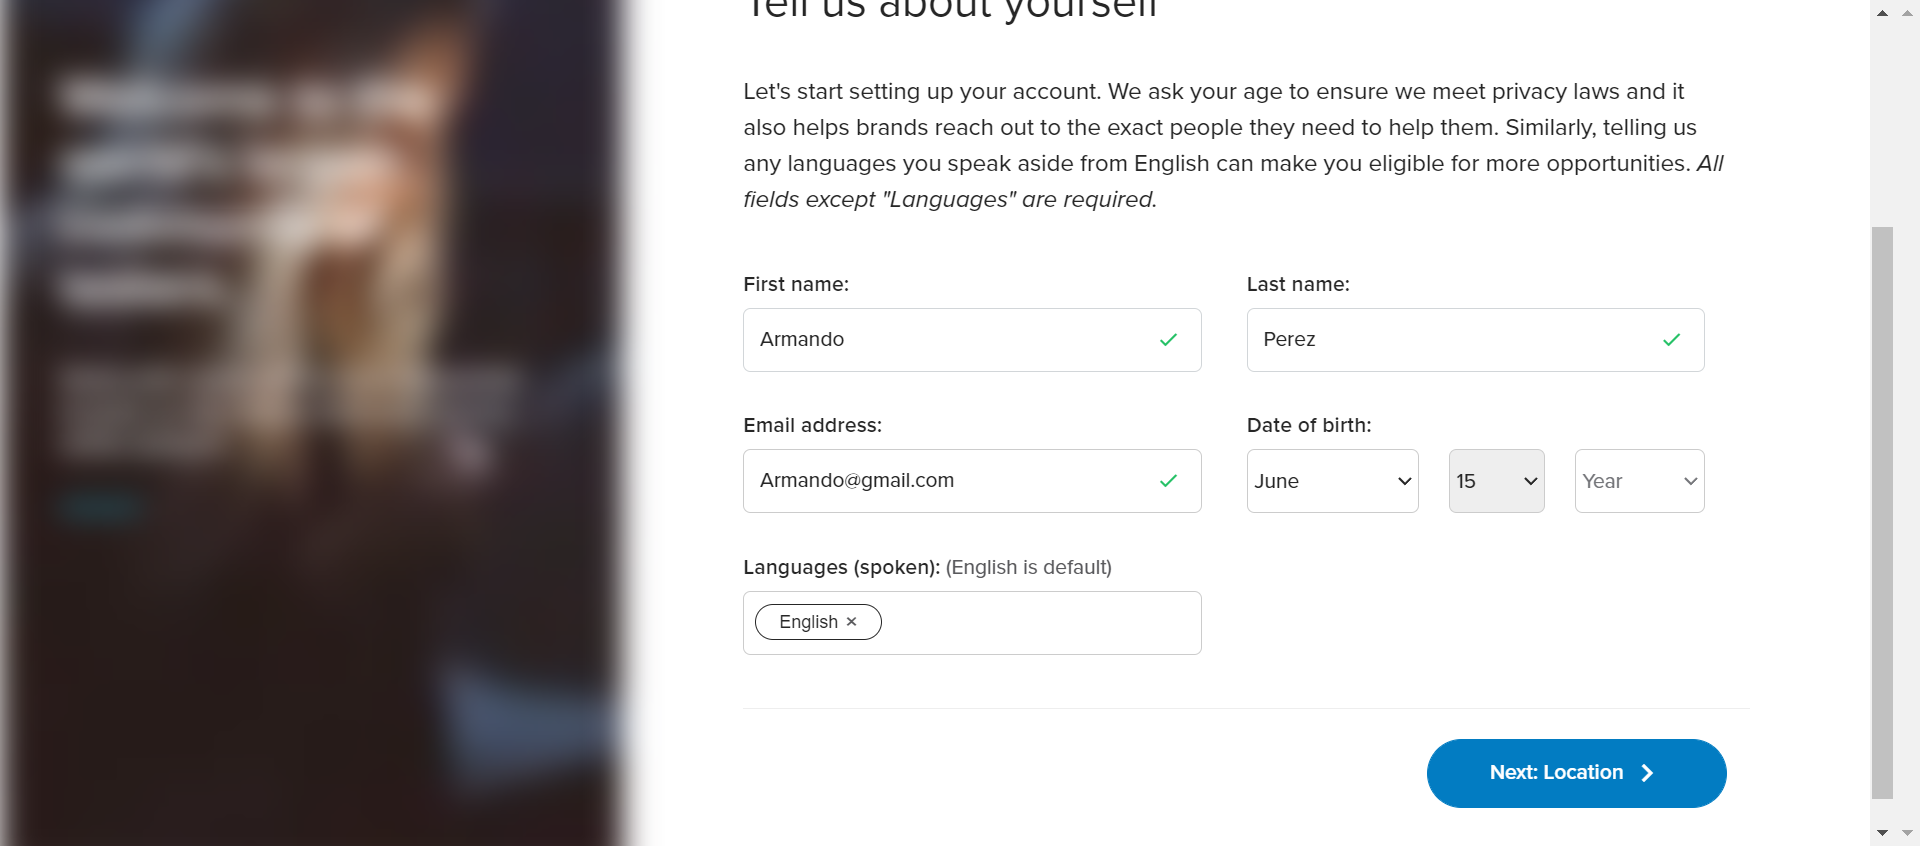 Tell us about yourself
Let's start setting up your account. We ask your age to ensure we meet privacy laws and it
also helps brands reach out to the exact people they need to help them. Similarly, telling us
any languages you speak aside from English can make you eligible for more opportunities. All
fields except "Languages" are required.
First name:
Last name:
Armando
Perez
Email address:
Date of birth:
Armando@gmail.com
June
15
Year
Languages (spoken): (English is default)
English ×
Next: Location